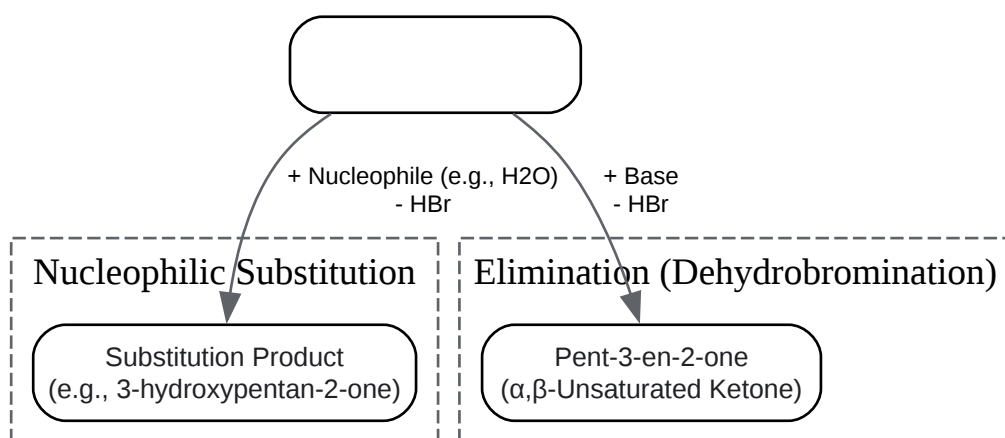 + Nucleophile (e.g., H2O)
- HBr
+ Base
- HBr
Nucleophilic Substitution
Elimination (Dehydrobromination)
Substitution Product
(e.g., 3-hydroxypentan-2-one)
Pent-3-en-2-one
(α,β-Unsaturated Ketone)